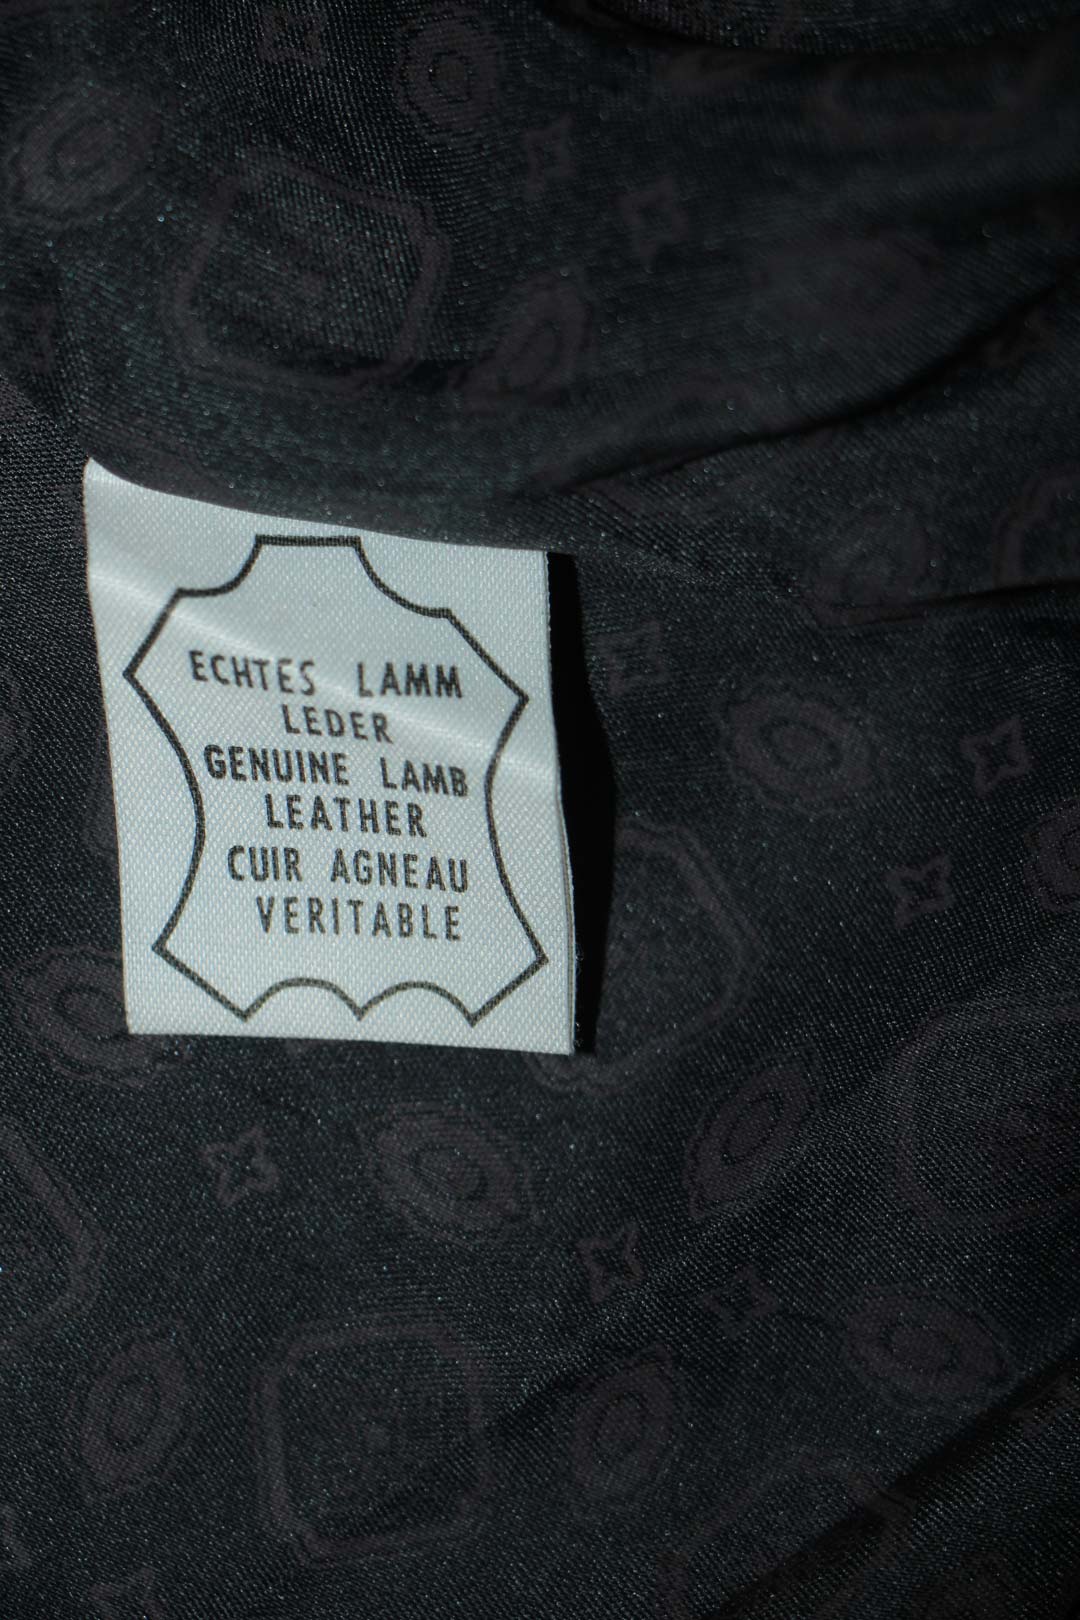 ECHTES LAMM
LEDER
GENUINE LAMB
LEATHER
CUIR AGNEAU
VERITABLE